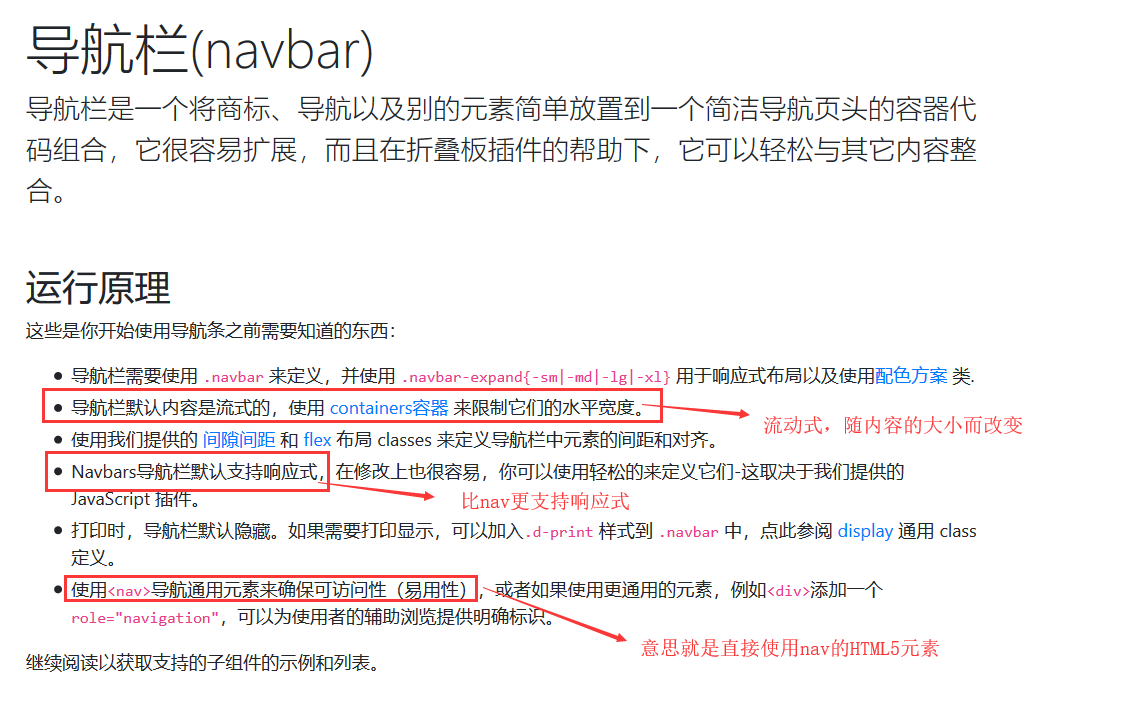 导航栏(navbar)
导航栏是一个将商标、导航以及别的元素简单放置到一个简洁导航页头的容器代
码组合，它很容易扩展，而且在折叠板插件的帮助下，它可以轻松与其它内容整
合。
运行原理
这些是你开始使用导航条之前需要知道的东西：
导航栏需要使用 .navbar 来定义，并使用 .navbar-expand{-sm|-md|-lg|-xl} 用于响应式布局以及使用配色方案 类.
导航栏默认内容是流式的，使用 containers容器 来限制它们的水平宽度。
流动式，随内容的大小而改变
使用我们提供的 间隙间距 和 flex 布局 classes 来定义导航栏中元素的间距和对齐。
Navbars导航栏默认支持响应式，在修改上也很容易，你可以使用轻松的来定义它们-这取决于我们提供的
JavaScript 插件。
比nav更支持响应式
打印时，导航栏默认隐藏。如果需要打印显示，可以加入.d-print 样式到 .navbar 中，点此参阅 display 通用 class
定义。
使用<nav>导航通用元素来确保可访问性（易用性），或者如果使用更通用的元素，例如<div>添加一个
role="navigation"，可以为使用者的辅助浏览提供明确标识。
意思就是直接使用nav的HTML5元素
继续阅读以获取支持的子组件的示例和列表。